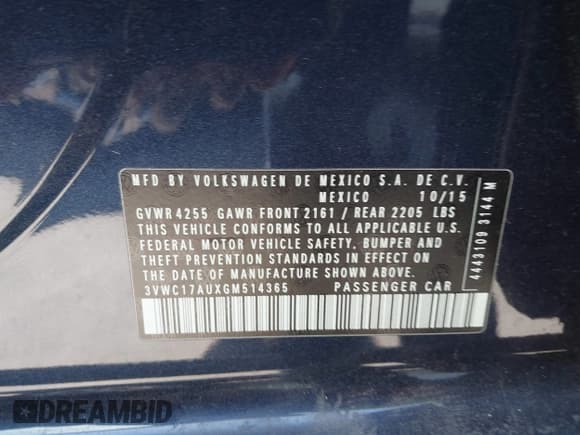 MFD BY VOLKSWAGEN DE MEXICO S.A. DE C.V.
MEXICO 10/15
GVWR 4255 GAWR FRONT 2161 / REAR 2205 LBS
THIS VEHICLE CONFORMS TO ALL APPLICABLE U.S.
FEDERAL MOTOR VEHICLE SAFETY, BUMPER AND
THEFT PREVENTION STANDARDS IN EFFECT ON
THE DATE OF MANUFACTURE SHOWN ABOVE.
3VWC17AUXGM514365 PASSENGER CAR
4443109 3144 M
DREAMBID